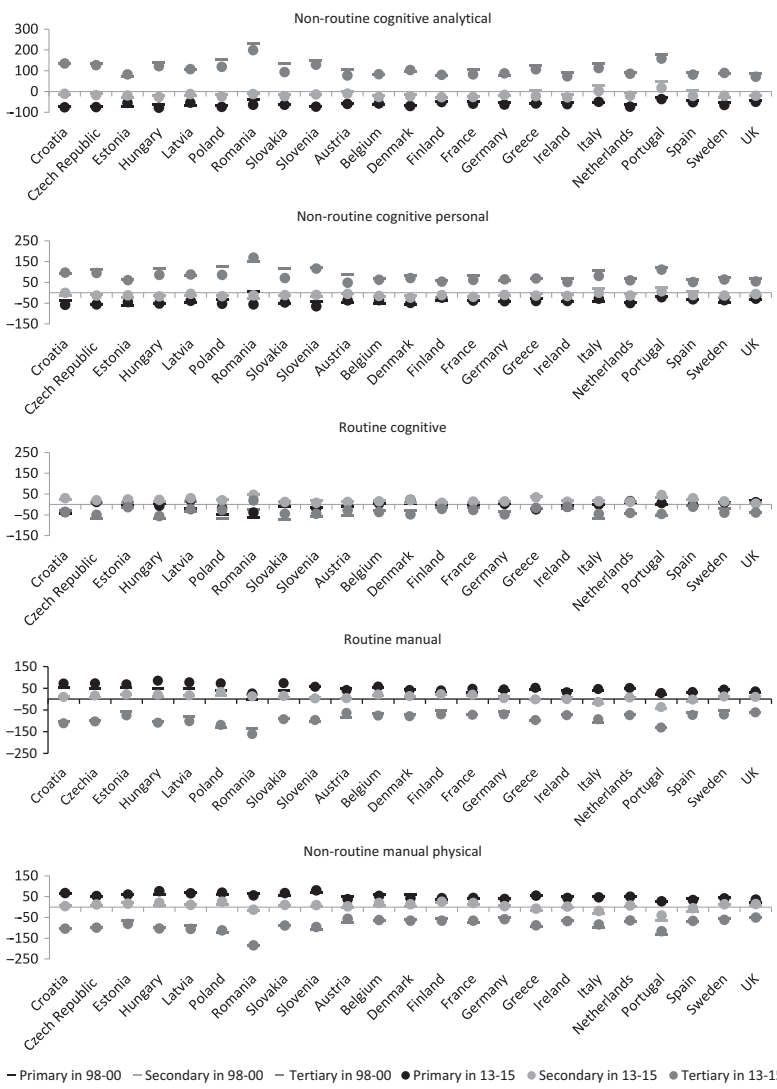 Non-routine cognitive analytical
300
200
100
0
−100
Croatia
Czech Republic
Estonia
Hungary
Latvia
Poland
Romania
Slovakia
Slovenia
Austria
Belgium
Denmark
Finland
France
Germany
Greece
Ireland
Italy
Netherlands
Portugal
Spain
Sweden
UK
Non-routine cognitive personal
250
150
50
−50
−150
Croatia
Czech Republic
Estonia
Hungary
Latvia
Poland
Romania
Slovakia
Slovenia
Austria
Belgium
Denmark
Finland
France
Germany
Greece
Ireland
Italy
Netherlands
Portugal
Spain
Sweden
UK
Routine cognitive
250
150
50
−50
−150
Croatia
Czech Republic
Estonia
Hungary
Latvia
Poland
Romania
Slovakia
Slovenia
Austria
Belgium
Denmark
Finland
France
Germany
Greece
Ireland
Italy
Netherlands
Portugal
Spain
Sweden
UK
Routine manual
150
50
−50
−150
−250
Croatia
Czechia
Estonia
Hungary
Latvia
Poland
Romania
Slovakia
Slovenia
Austria
Belgium
Denmark
Finland
France
Germany
Greece
Ireland
Italy
Netherlands
Portugal
Spain
Sweden
UK
Non-routine manual physical
150
50
−50
−150
−250
Croatia
Czech Republic
Estonia
Hungary
Latvia
Poland
Romania
Slovakia
Slovenia
Austria
Belgium
Denmark
Finland
France
Germany
Greece
Ireland
Italy
Netherlands
Portugal
Spain
Sweden
UK
Primary in 98-00 Secondary in 98-00 Tertiary in 98-00 Primary in 13-15 Secondary in 13-15 Tertiary in 13-1